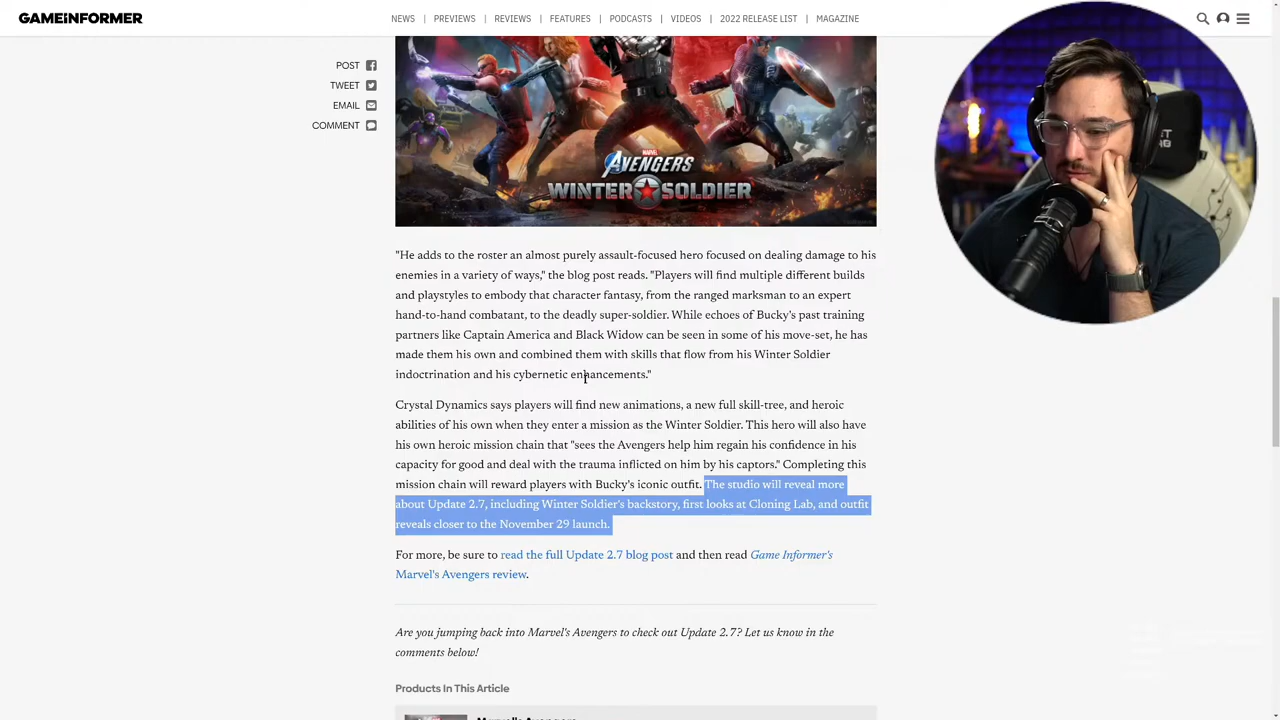 GAMEINFORMER
NEWS | PREVIEWS | REVIEWS | FEATURES | PODCASTS | VIDEOS | 2022 RELEASE LIST | MAGAZINE
POST
TWEET
EMAIL
COMMENT
MARVEL
AVENGERS
WINTER SOLDIER
"He adds to the roster an almost purely assault-focused hero focused on dealing damage to his
enemies in a variety of ways," the blog post reads. "Players will find multiple different builds
and playstyles to embody that character fantasy, from the ranged marksman to an expert
hand-to-hand combatant, to the deadly super-soldier. While echoes of Bucky's past training
partners like Captain America and Black Widow can be seen in some of his move-set, he has
made them his own and combined them with skills that flow from his Winter Soldier
indoctrination and his cybernetic enhancements."
Crystal Dynamics says players will find new animations, a new full skill-tree, and heroic
abilities of his own when they enter a mission as the Winter Soldier. This hero will also have
his own heroic mission chain that "sees the Avengers help him regain his confidence in his
capacity for good and deal with the trauma inflicted on him by his captors." Completing this
mission chain will reward players with Bucky's iconic outfit. The studio will reveal more
about Update 2.7, including Winter Soldier's backstory, first looks at Cloning Lab, and outfit
reveals closer to the November 29 launch.
For more, be sure to read the full Update 2.7 blog post and then read Game Informer's
Marvel's Avengers review.
Are you jumping back into Marvel's Avengers to check out Update 2.7? Let us know in the
comments below!
Products In This Article
Marvel's Avengers